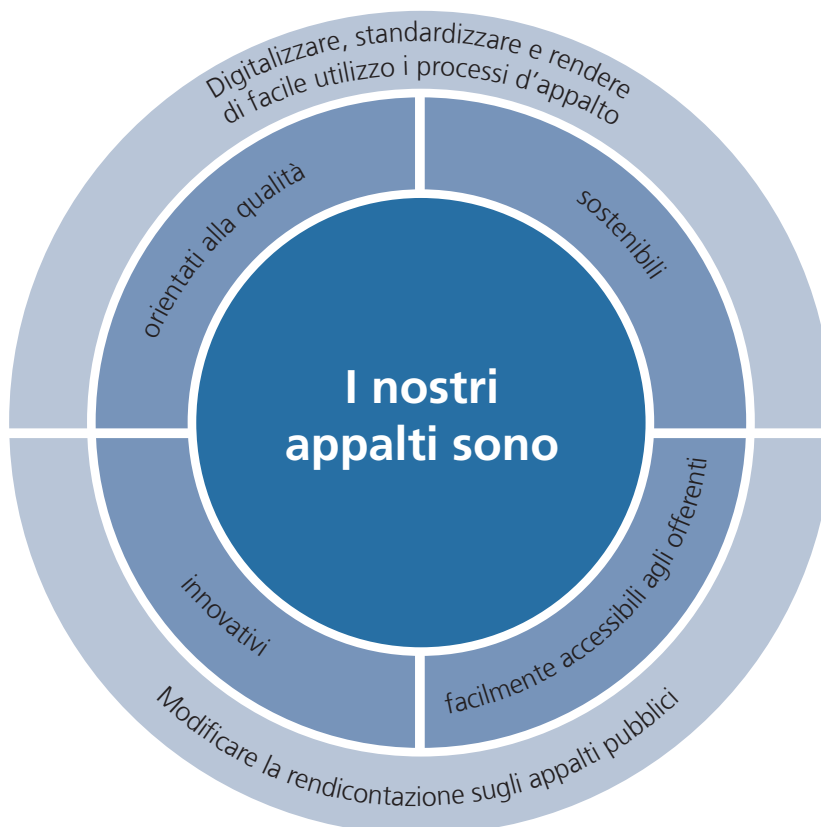 Digitalizzare, standardizzare e rendere
di facile utilizzo i processi d’appalto
orientati alla qualità
sostenibili
I nostri
appalti sono
innovativi
facilmente accessibili agli offerenti
Modificare la rendicontazione sugli appalti pubblici